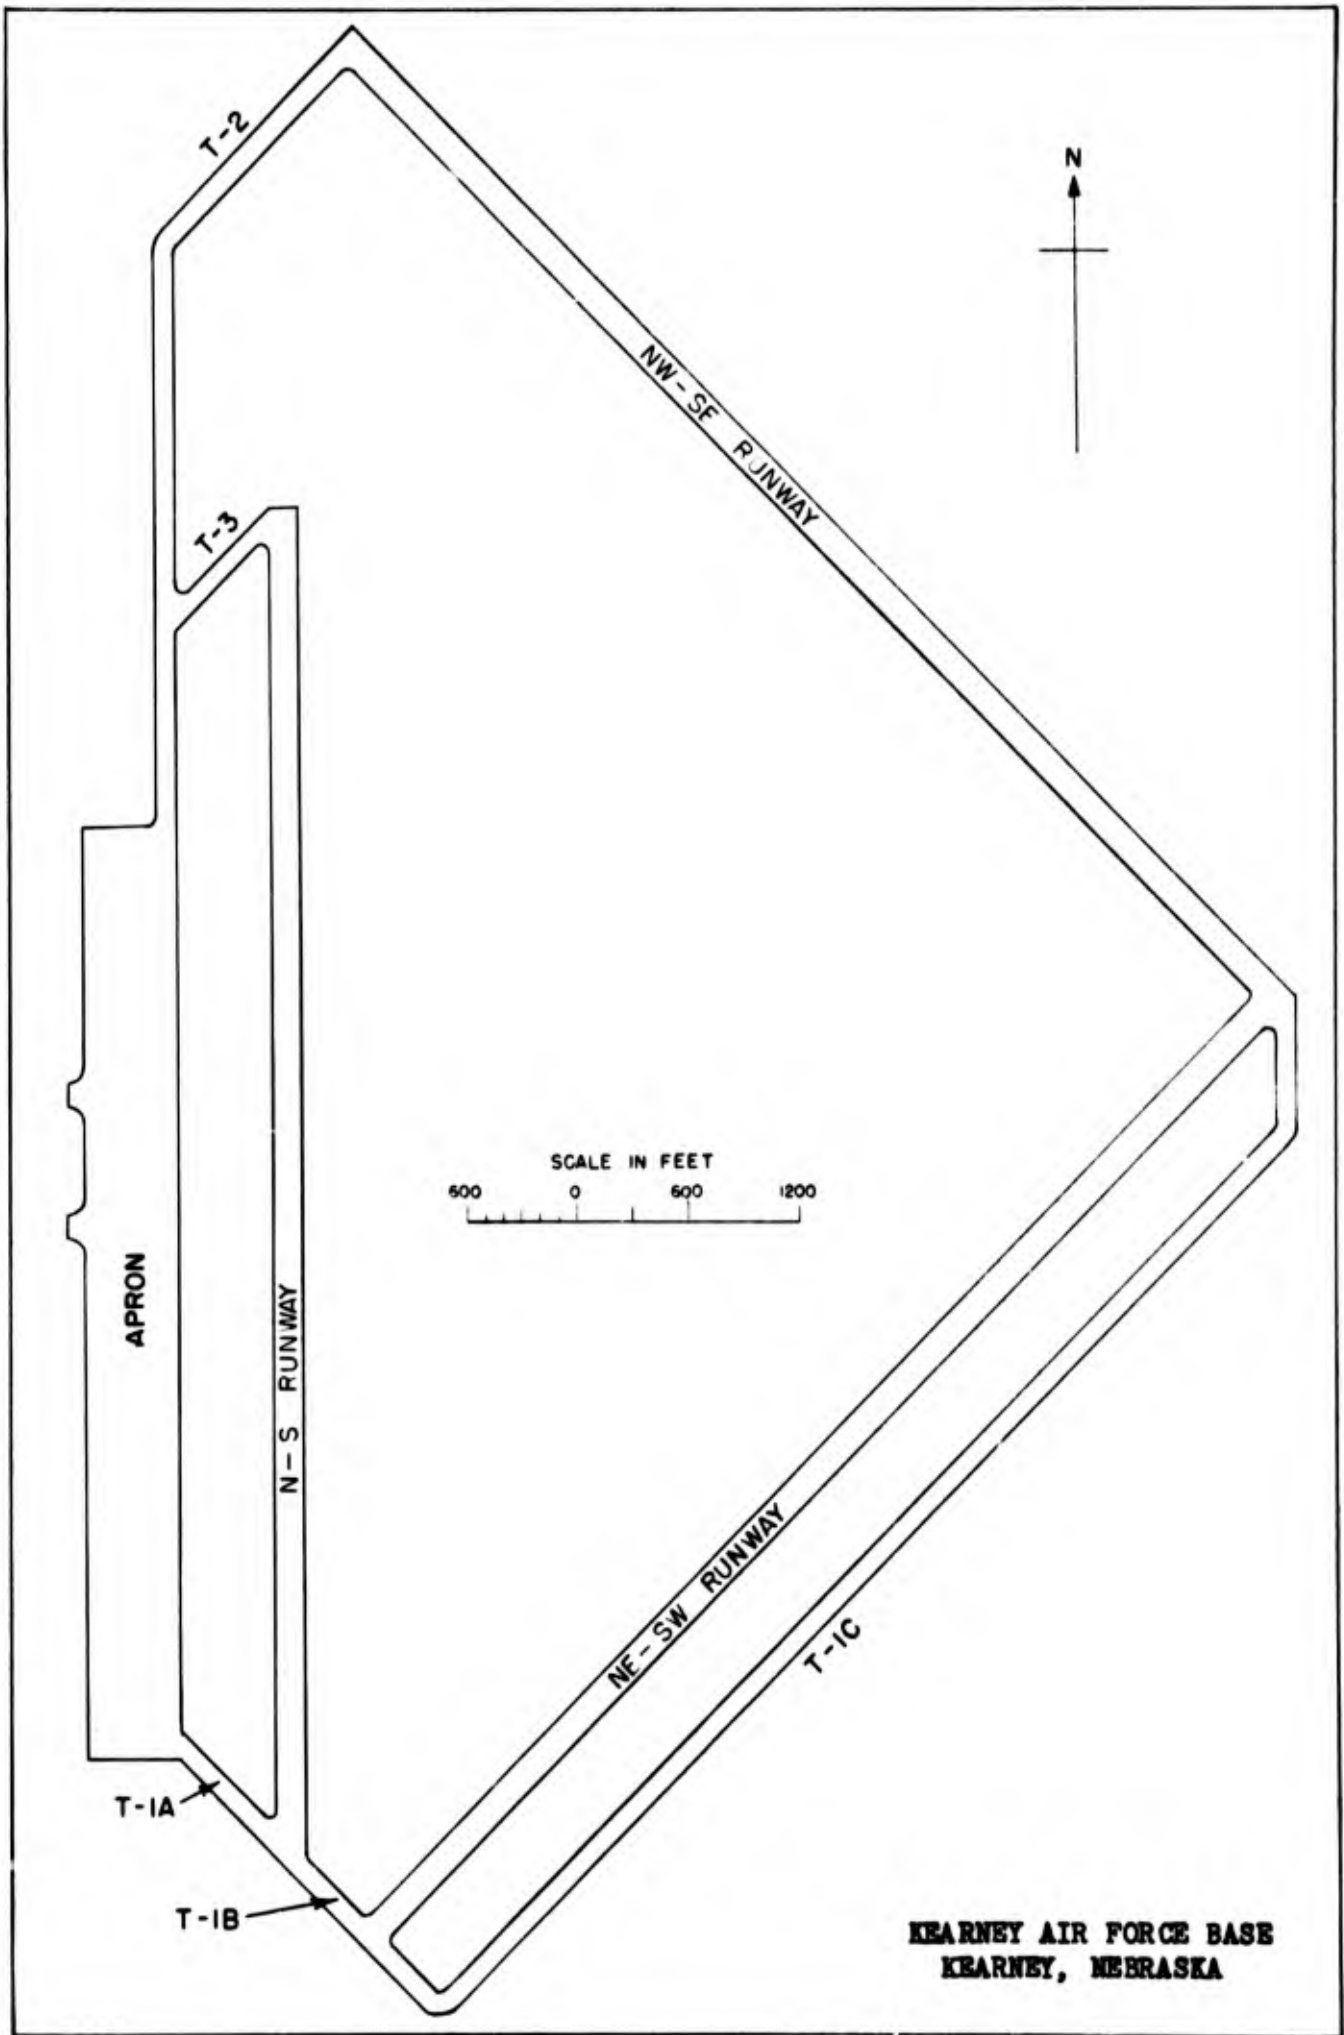 T-2
N
NW-SE RUNWAY
T-3
SCALE IN FEET
600 0 600 1200
APRON
N-S RUNWAY
NE-SW RUNWAY
T-1C
T-1A
T-1B
KEARNEY AIR FORCE BASE
KEARNEY, NEBRASKA